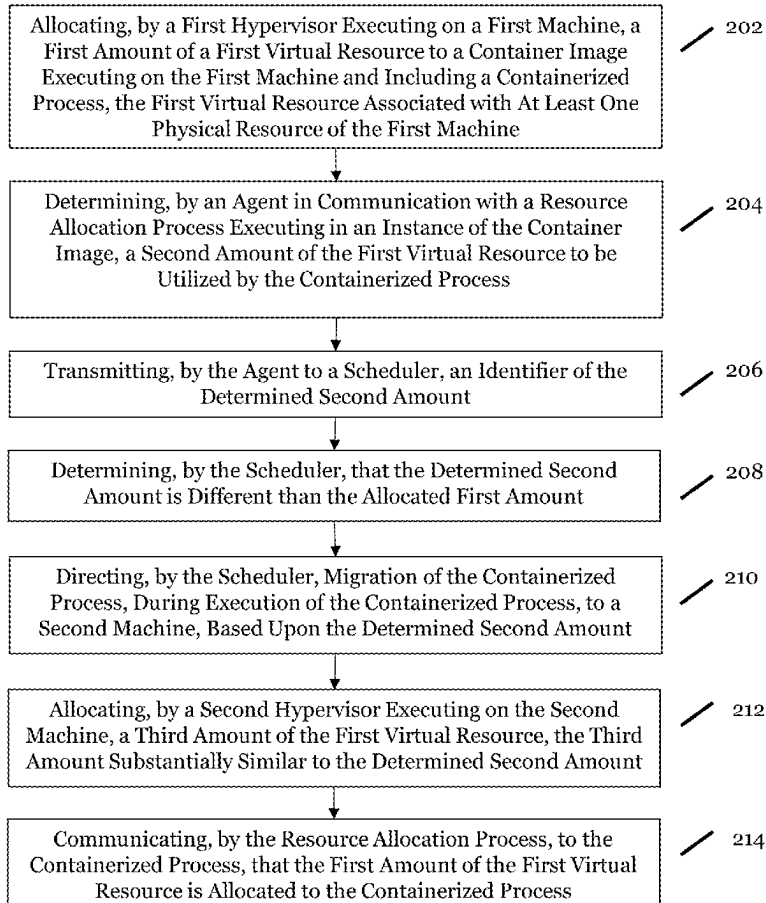 Allocating, by a First Hypervisor Executing on a First Machine, a
First Amount of a First Virtual Resource to a Container Image
Executing on the First Machine and Including a Containerized
Process, the First Virtual Resource Associated with At Least One
Physical Resource of the First Machine
202
Determining, by an Agent in Communication with a Resource
Allocation Process Executing in an Instance of the Container
Image, a Second Amount of the First Virtual Resource to be
Utilized by the Containerized Process
204
Transmitting, by the Agent to a Scheduler, an Identifier of the
Determined Second Amount
206
Determining, by the Scheduler, that the Determined Second
Amount is Different than the Allocated First Amount
208
Directing, by the Scheduler, Migration of the Containerized
Process, During Execution of the Containerized Process, to a
Second Machine, Based Upon the Determined Second Amount
210
Allocating, by a Second Hypervisor Executing on the Second
Machine, a Third Amount of the First Virtual Resource, the Third
Amount Substantially Similar to the Determined Second Amount
212
Communicating, by the Resource Allocation Process, to the
Containerized Process, that the First Amount of the First Virtual
Resource is Allocated to the Containerized Process
214